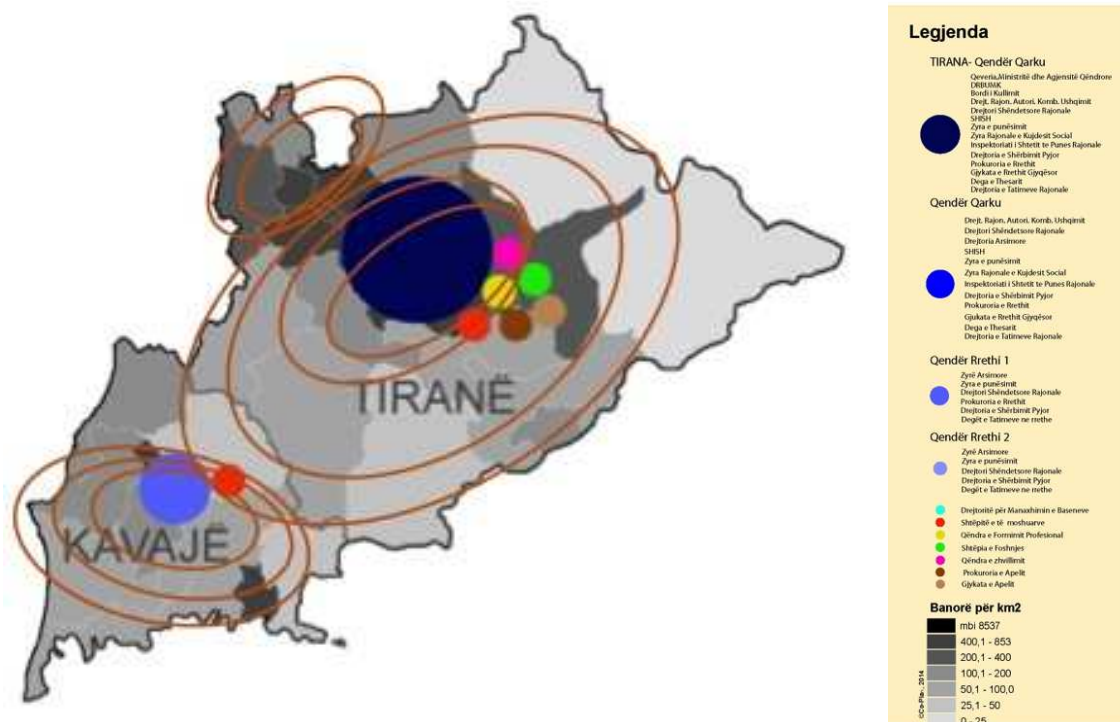 TIRANË
KAVAJË
Legjenda
TIRANA- Qendër Qarku
Qeveria,Ministritë dhe Agjensitë Qëndrore
DRBUMK
Bordi i Kullimit
Drejt. Rajon. Autori. Komb. Ushqimit
Drejtori Shëndetsore Rajonale
SHISH
Zyra e punësimit
Zyra Rajonale e Kujdesit Social
Inspektoriati i Shtetit te Punes Rajonale
Drejtoria e Shërbimit Pyjor
Prokuroria e Rrethit
Gjykata e Rrethit Gjyqësor
Dega e Thesarit
Drejtoria e Tatimeve Rajonale
Qendër Qarku
Drejt. Rajon. Autori. Komb. Ushqimit
Drejtori Shëndetsore Rajonale
Drejtoria Arsimore
SHISH
Zyra e punësimit
Zyra Rajonale e Kujdesit Social
Inspektoriati i Shtetit te Punes Rajonale
Drejtoria e Shërbimit Pyjor
Prokuroria e Rrethit
Gjukata e Rrethit Gjyqësor
Dega e Thesarit
Drejtoria e Tatimeve Rajonale
Qendër Rrethi 1
Zyrë Arsimore
Zyra e punësimit
Drejtori Shëndetsore Rajonale
Prokuroria e Rrethit
Drejtoria e Shërbimit Pyjor
Degët e Tatimeve ne rrethe
Qendër Rrethi 2
Zyrë Arsimore
Zyra e punësimit
Drejtori Shëndetsore Rajonale
Drejtoria e Shërbimit Pyjor
Degët e Tatimeve ne rrethe
Drejtoritë për Manaxhimin e Baseneve
Shtëpitë e të moshuarve
Qëndra e Formimit Profesional
Shtëpia e Foshnjes
Qëndra e zhvillimit
Prokuroria e Apelit
Gjykata e Apelit
Banorë për km2
mbi 8537
400,1 - 853
200,1 - 400
100,1 - 200
50,1 - 100,0
25,1 - 50
0 - 25
2014